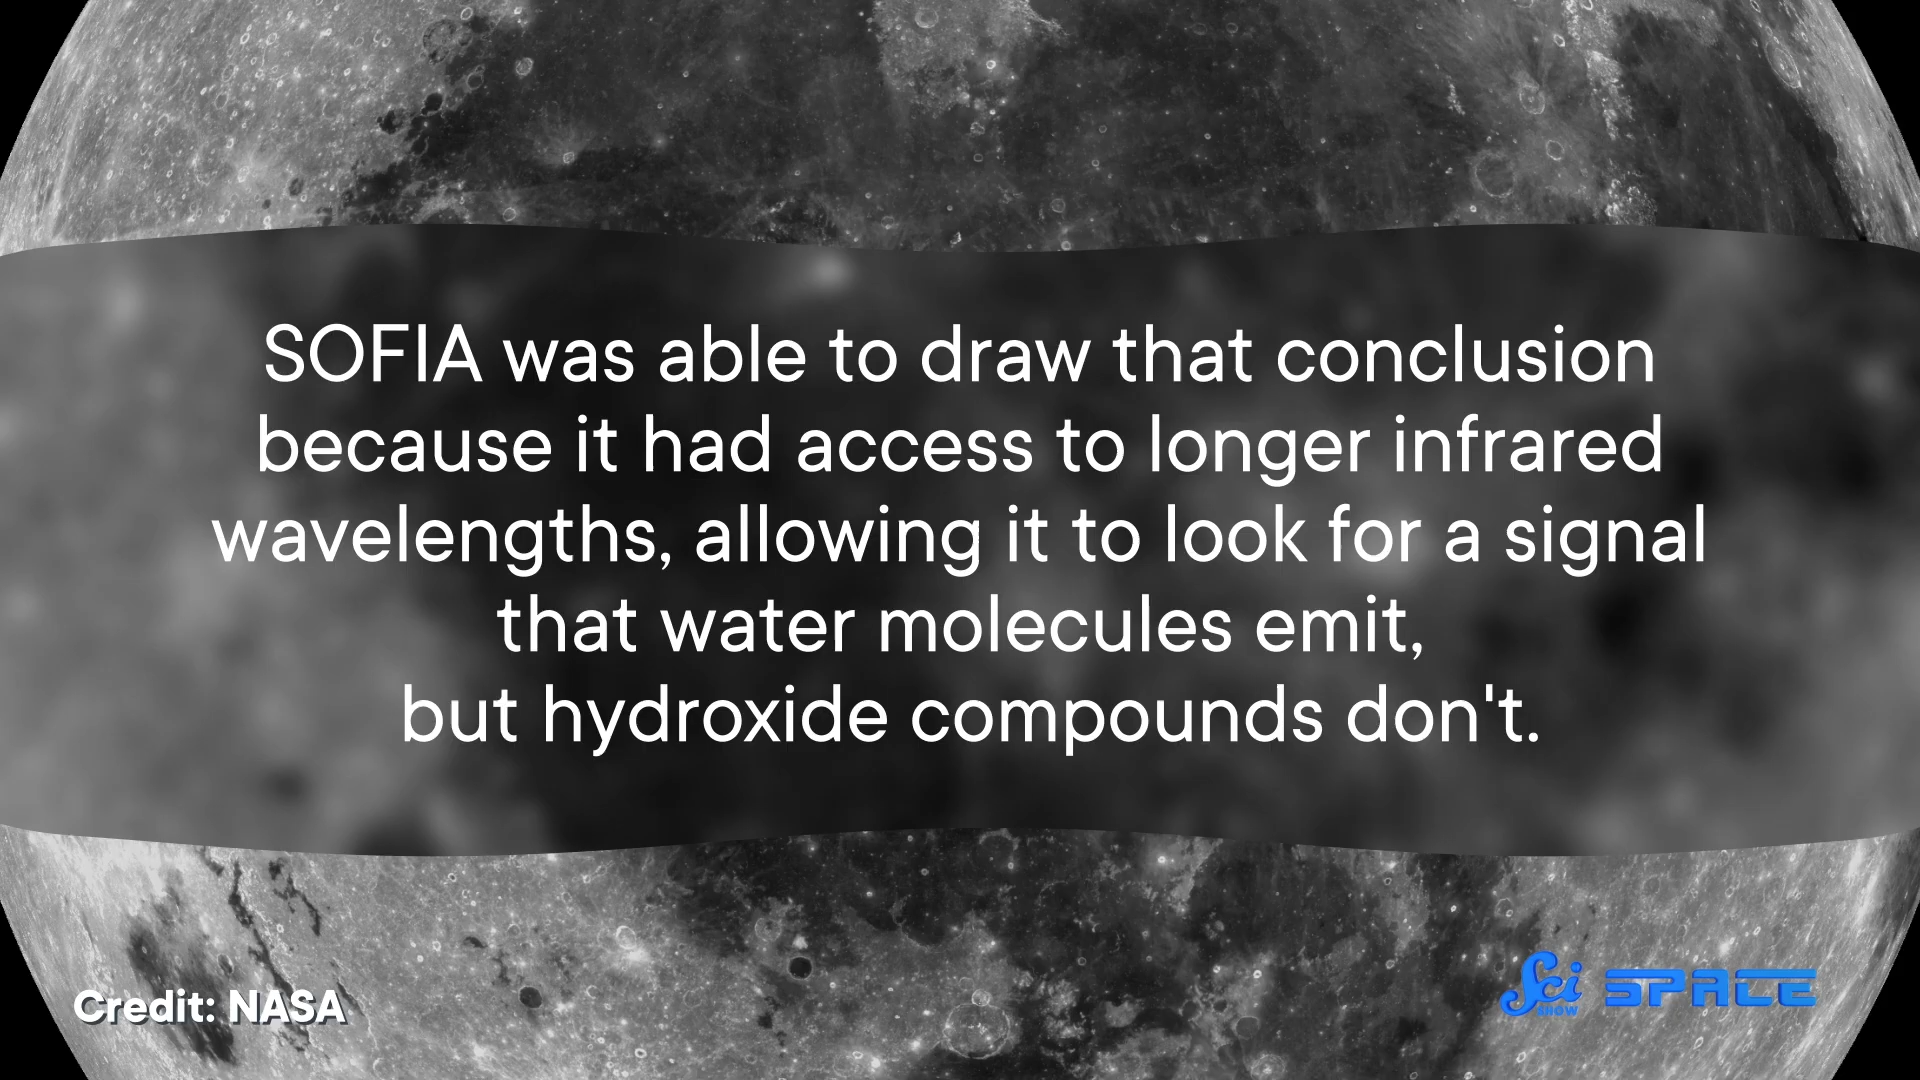 SOFIA was able to draw that conclusion
because it had access to longer infrared
wavelengths, allowing it to look for a signal
that water molecules emit,
but hydroxide compounds don't.
Credit: NASA
Sci SHOW SPACE